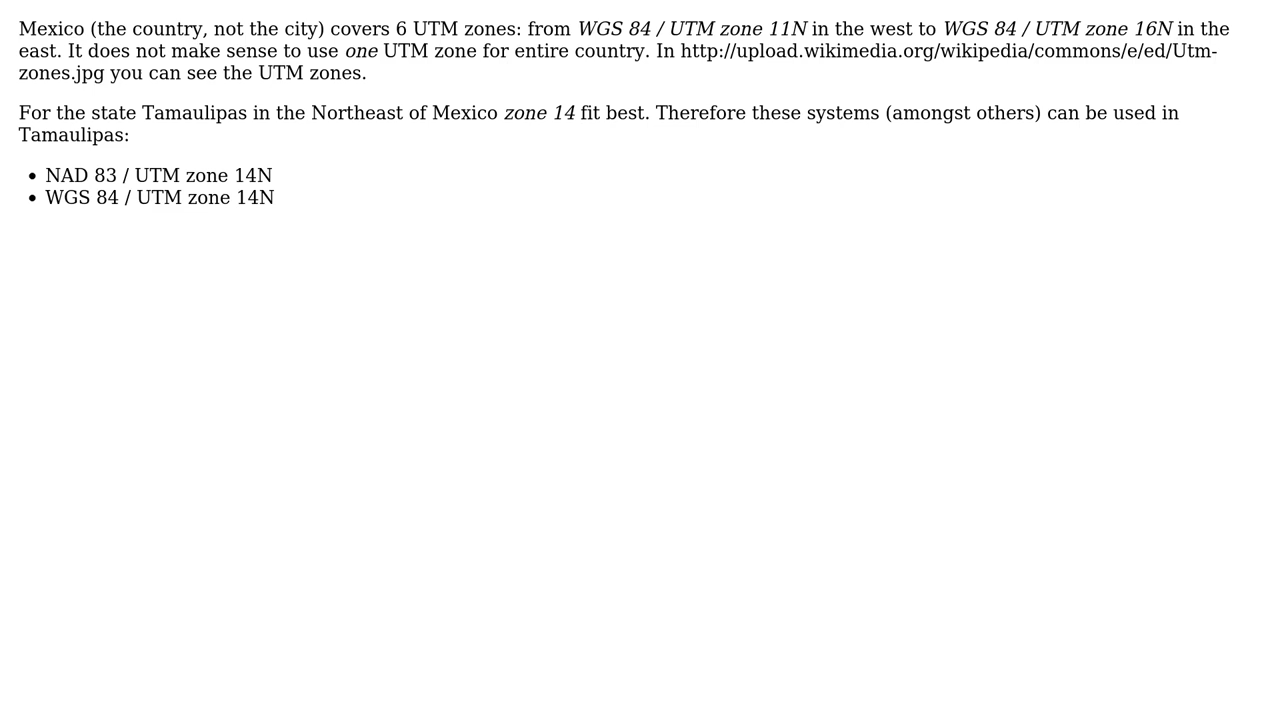 Mexico (the country, not the city) covers 6 UTM zones: from WGS 84 / UTM zone 11N in the west to WGS 84 / UTM zone 16N in the
east. It does not make sense to use one UTM zone for entire country. In http://upload.wikimedia.org/wikipedia/commons/e/ed/Utm-
zones.jpg you can see the UTM zones.
For the state Tamaulipas in the Northeast of Mexico zone 14 fit best. Therefore these systems (amongst others) can be used in
Tamaulipas:
• NAD 83 / UTM zone 14N
• WGS 84 / UTM zone 14N